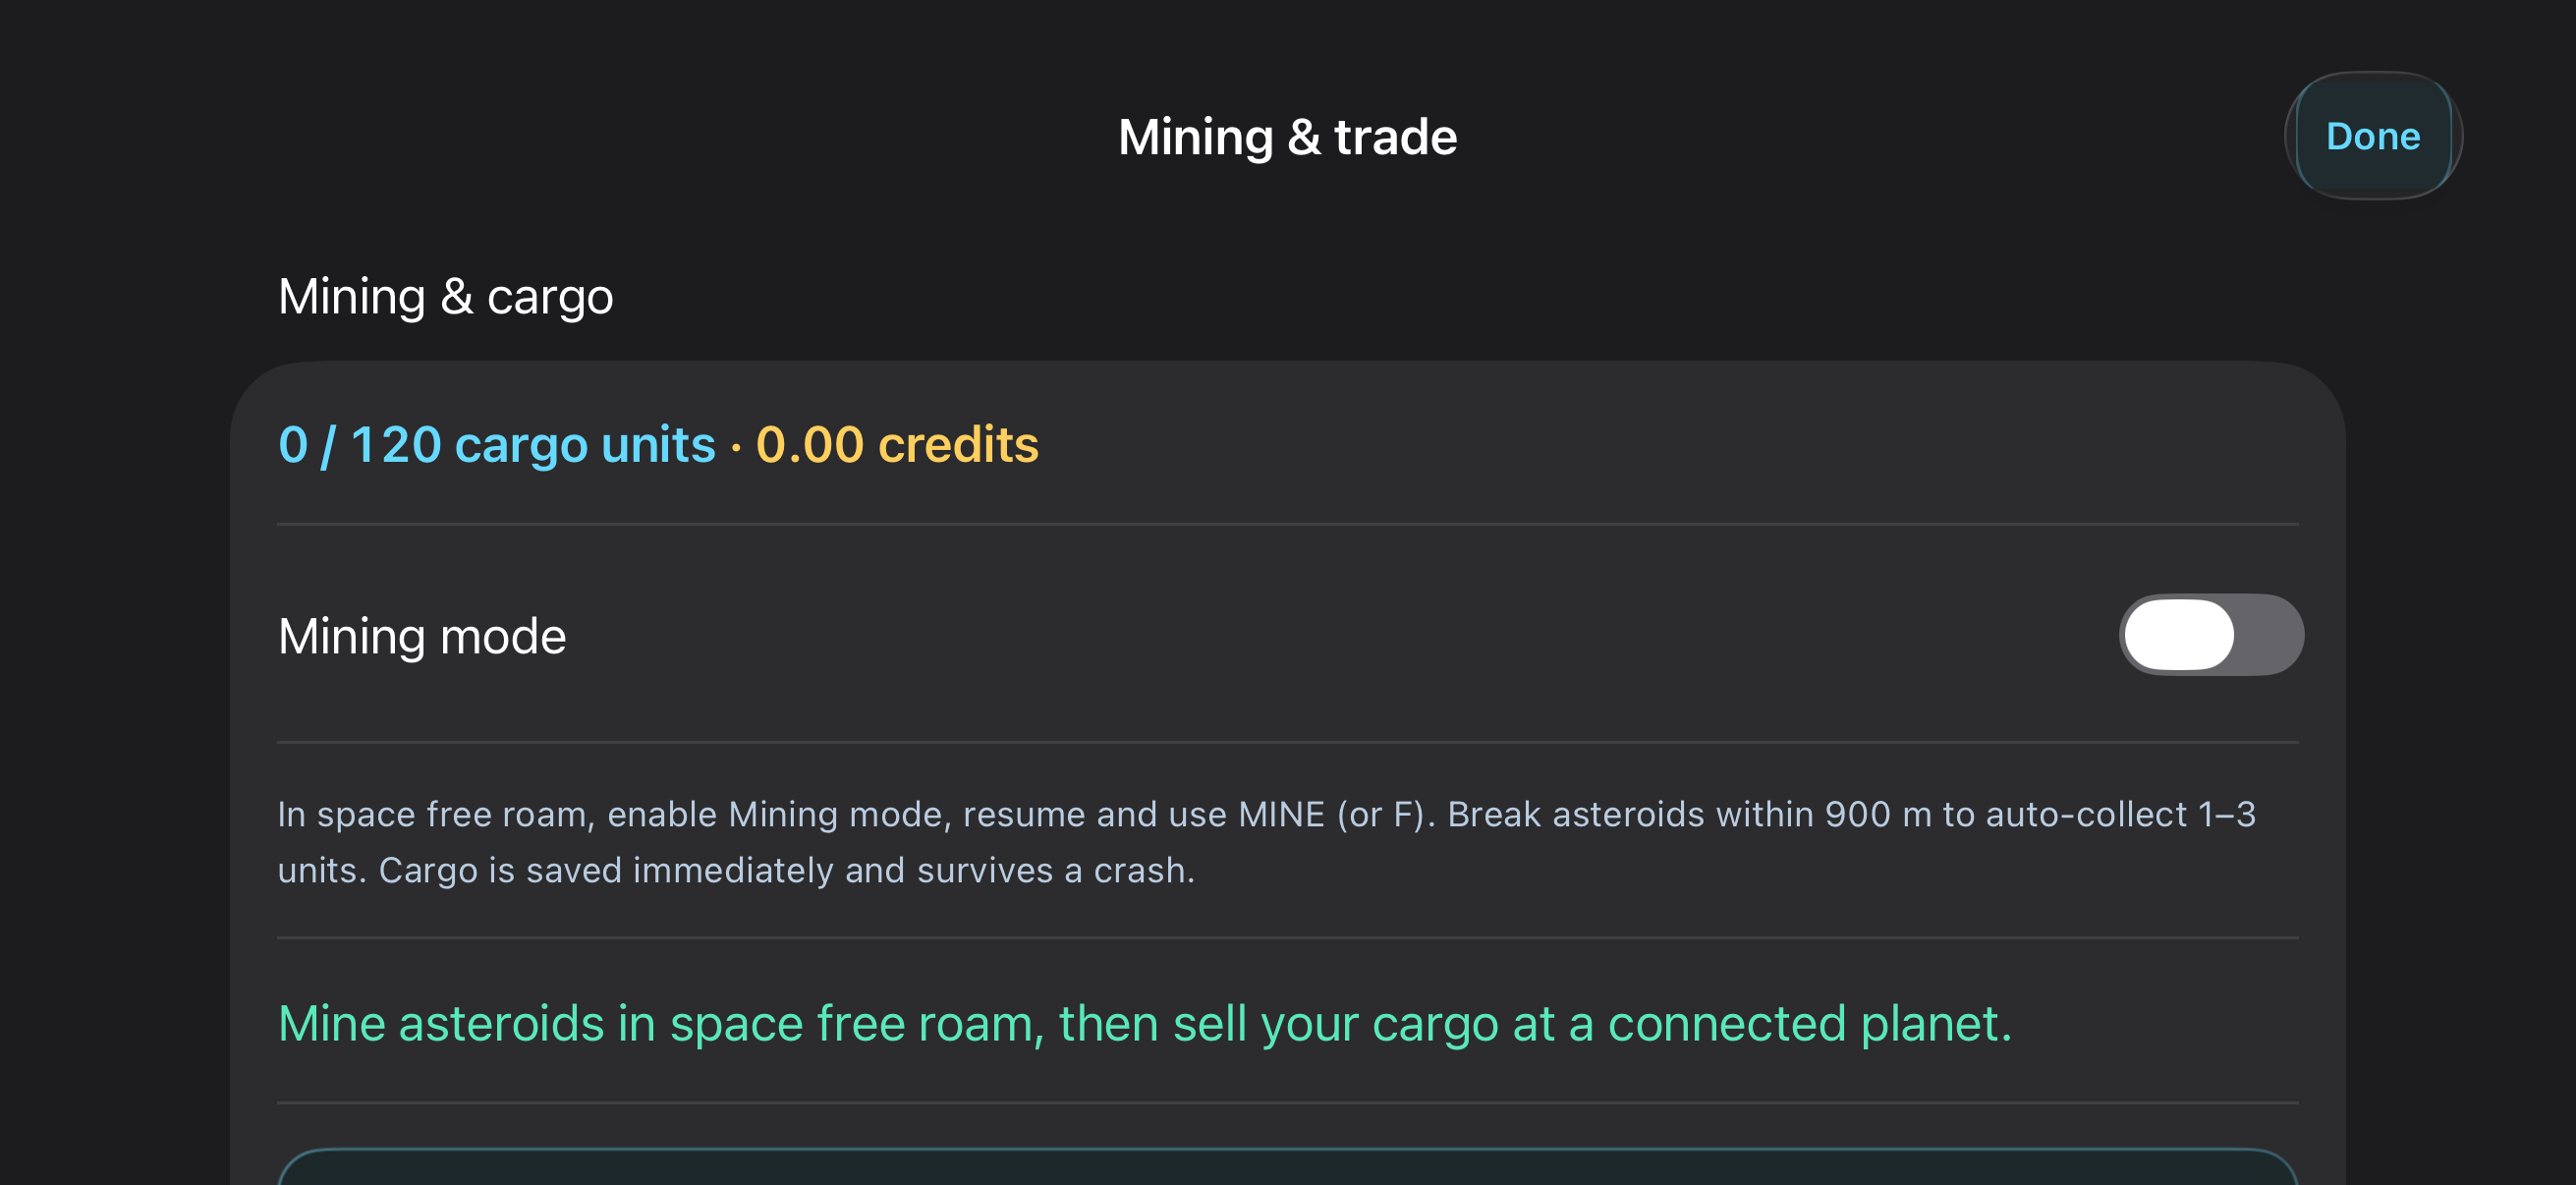 Mining & trade
Done
Mining & cargo
0 / 120 cargo units · 0.00 credits
Mining mode
In space free roam, enable Mining mode, resume and use MINE (or F). Break asteroids within 900 m to auto-collect 1–3
units. Cargo is saved immediately and survives a crash.
Mine asteroids in space free roam, then sell your cargo at a connected planet.